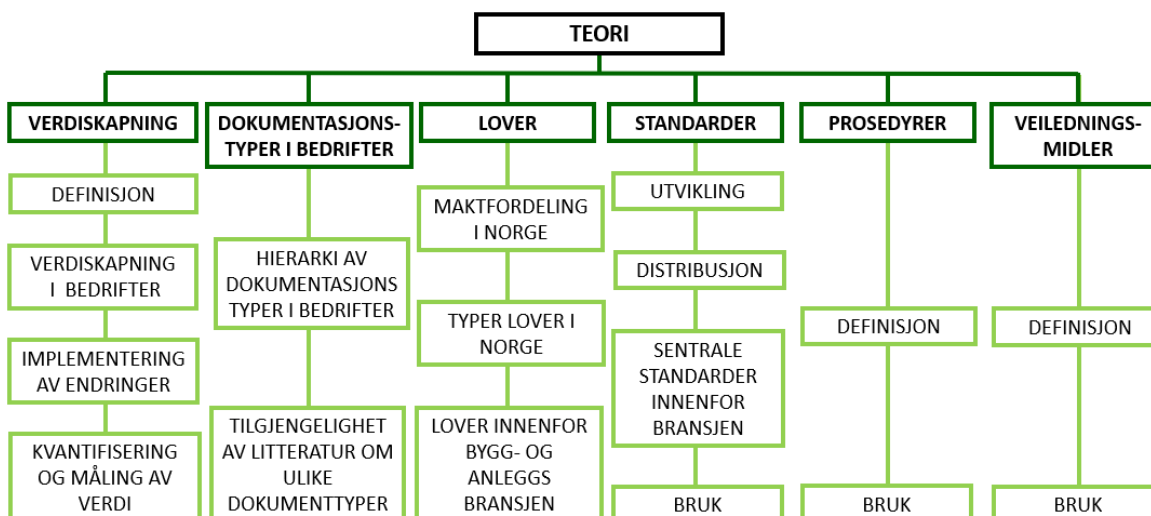 TEORI
VERDISKAPNING
DEFINISJON
VERDISKAPNING
I BEDRIFTER
IMPLEMENTERING
AV ENDRINGER
KVANTIFISERING
OG MÅLING AV
VERDI
DOKUMENTASJONS-
TYPER I BEDRIFTER
HIERARKI AV
DOKUMENTASJONS
TYPER I BEDRIFTER
TILGJENGELIGHET
AV LITTERATUR OM
ULIKE
DOKUMENTTYPER
LOVER
MAKTFORDELING
I NORGE
TYPER LOVER I
NORGE
LOVER INNENFOR
BYGG- OG
ANLEGGS
BRANSJEN
STANDARDER
UTVIKLING
DISTRIBUSJON
SENTRALE
STANDARDER
INNENFOR
BRANSJEN
BRUK
PROSEDYRER
DEFINISJON
BRUK
VEILEDNINGS-
MIDLER
DEFINISJON
BRUK